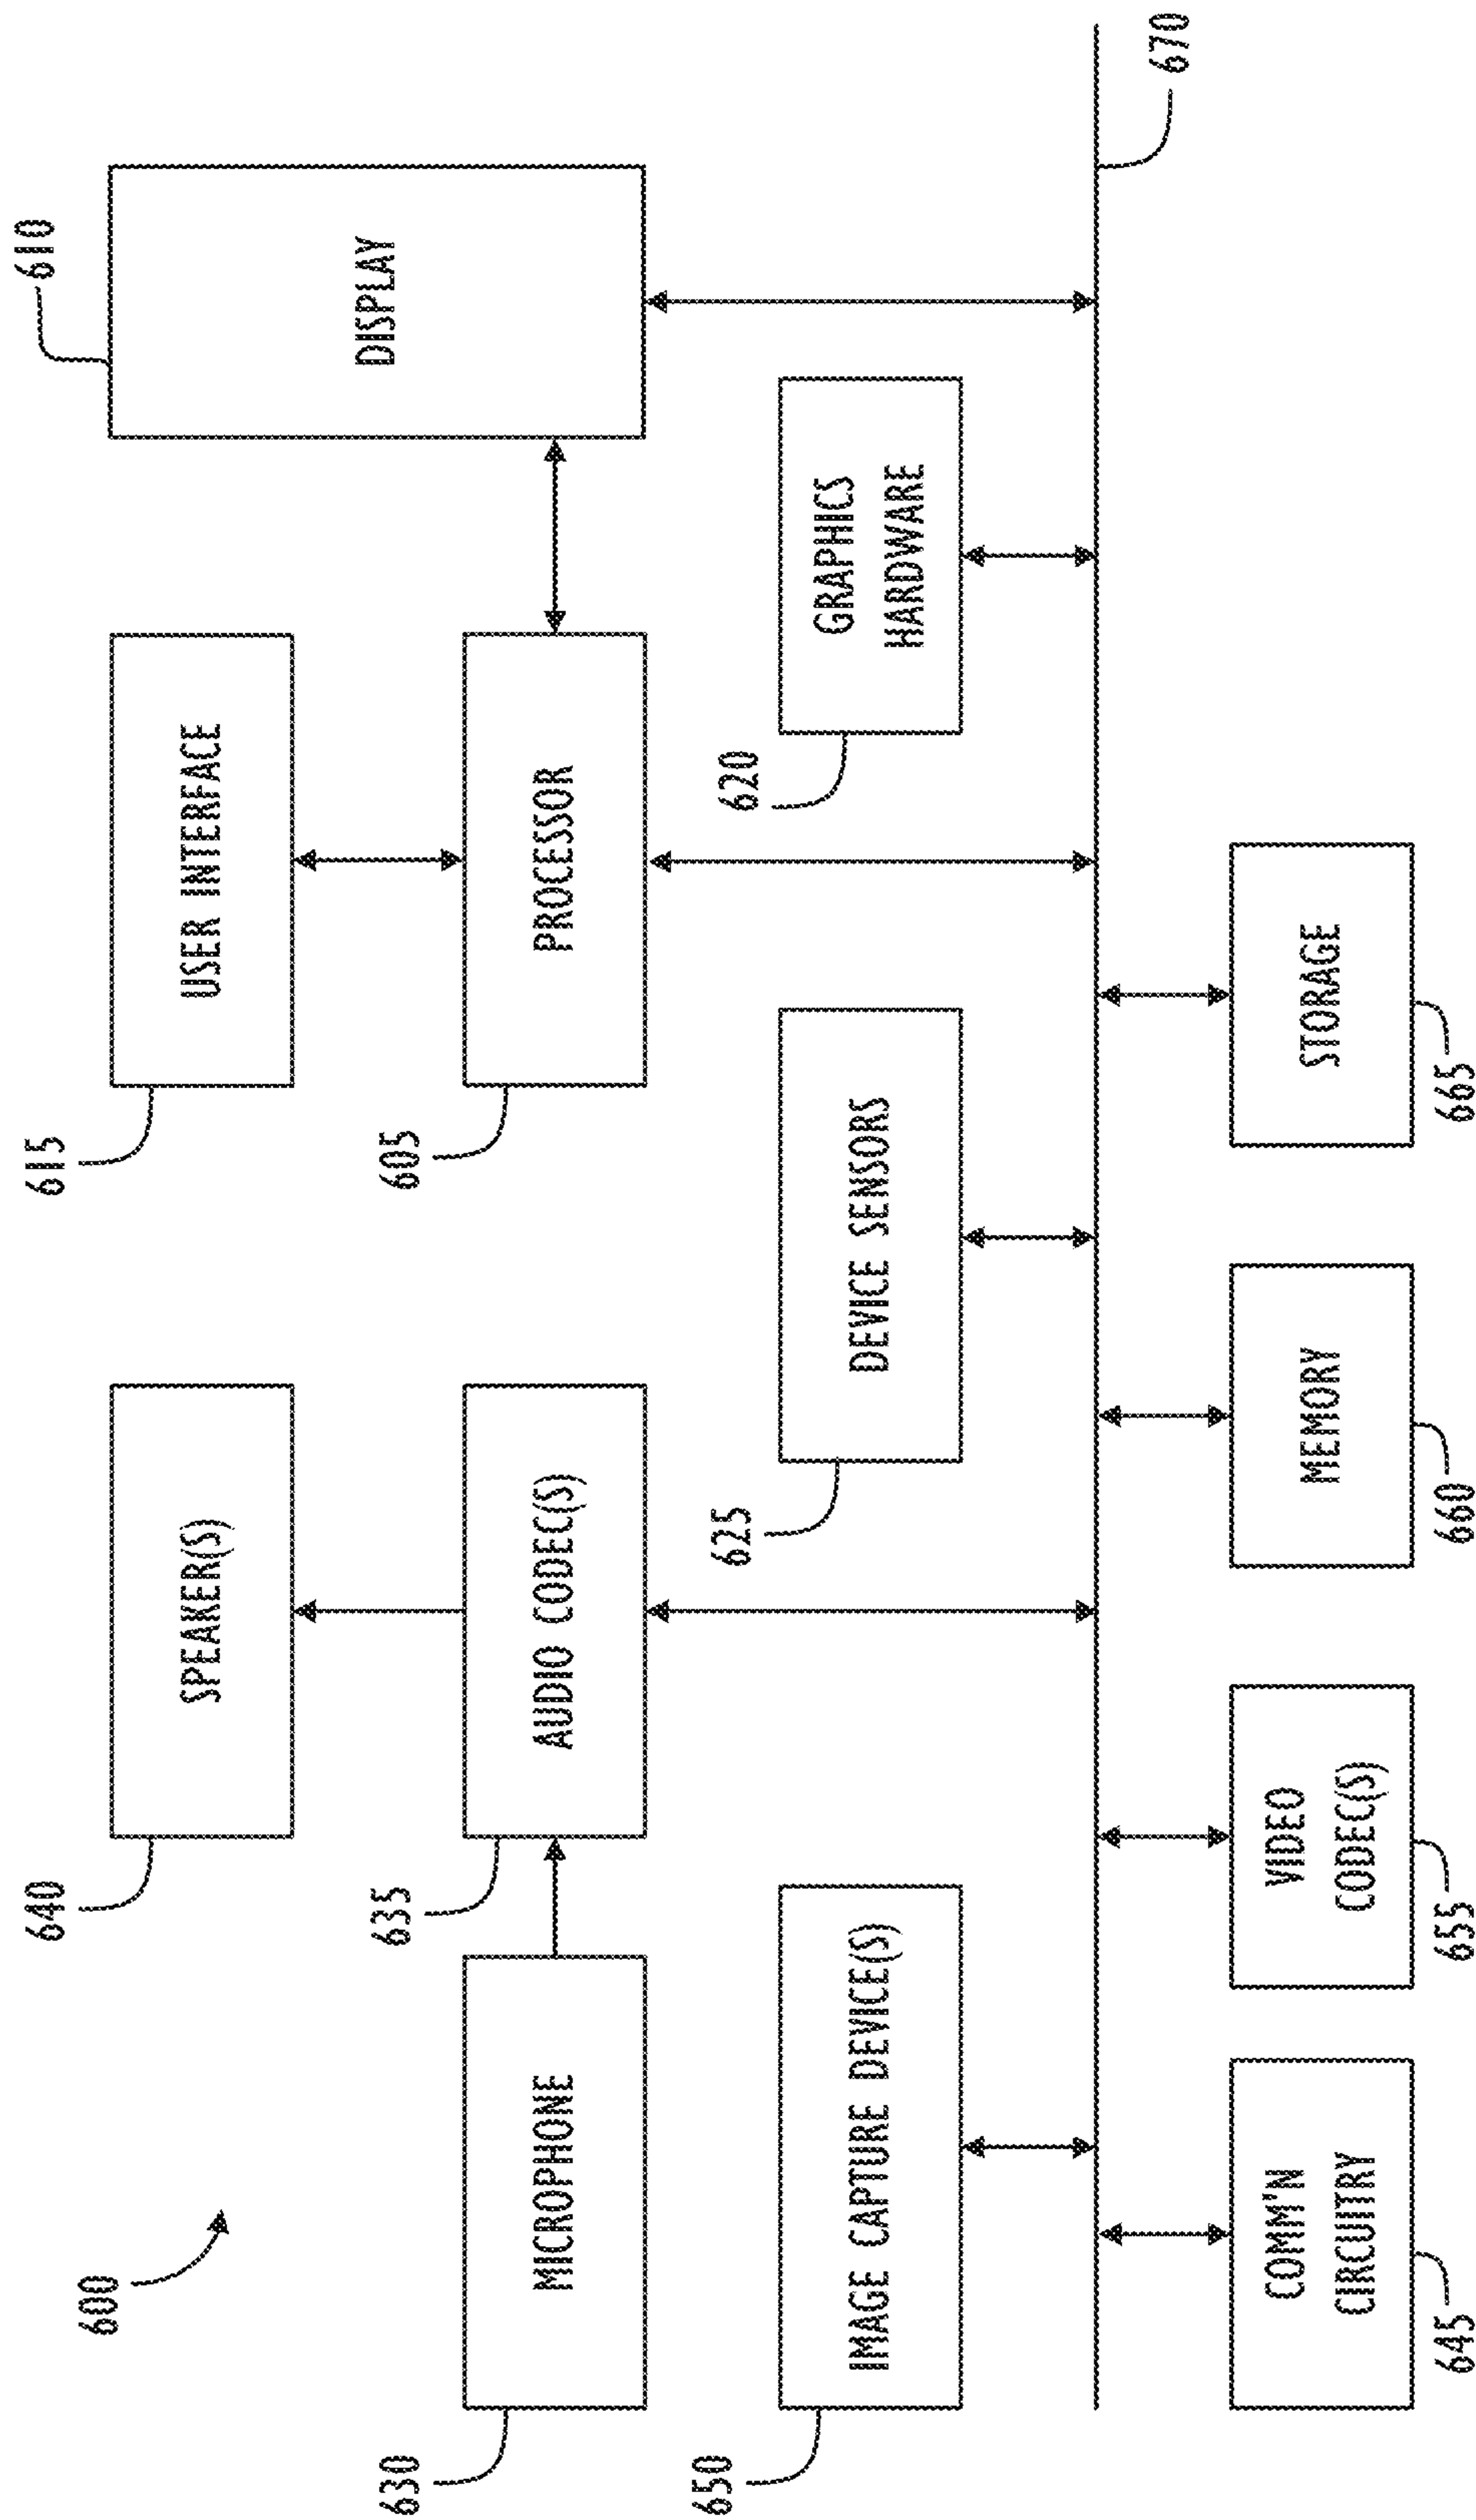 600
640
SPEAKER(S)
615
USER INTERFACE
610
DISPLAY
630
MICROPHONE
635
AUDIO CODEC(S)
605
PROCESSOR
650
IMAGE CAPTURE DEVICE(S)
625
DEVICE SENSORS
620
GRAPHICS
HARDWARE
670
COMM'N
CIRCUITRY
645
VIDEO
CODEC(S)
655
MEMORY
660
STORAGE
665